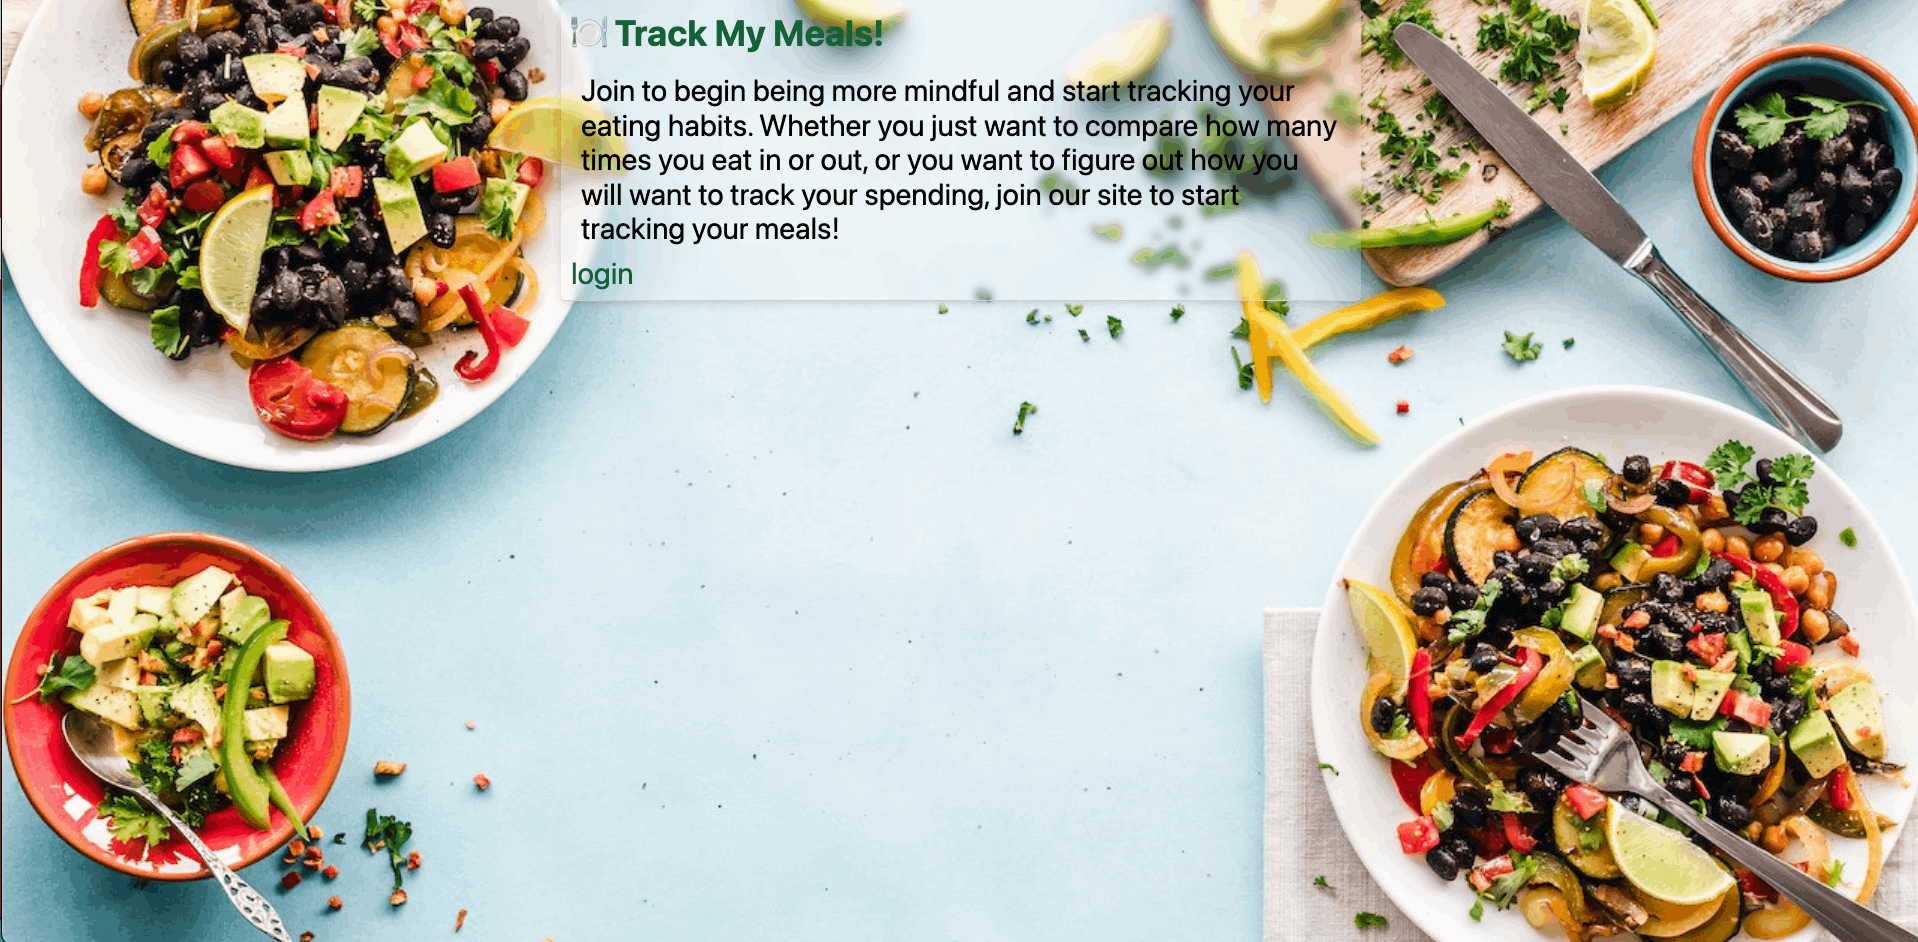 🍽 Track My Meals!
Join to begin being more mindful and start tracking your
eating habits. Whether you just want to compare how many
times you eat in or out, or you want to figure out how you
will want to track your spending, join our site to start
tracking your meals!
login